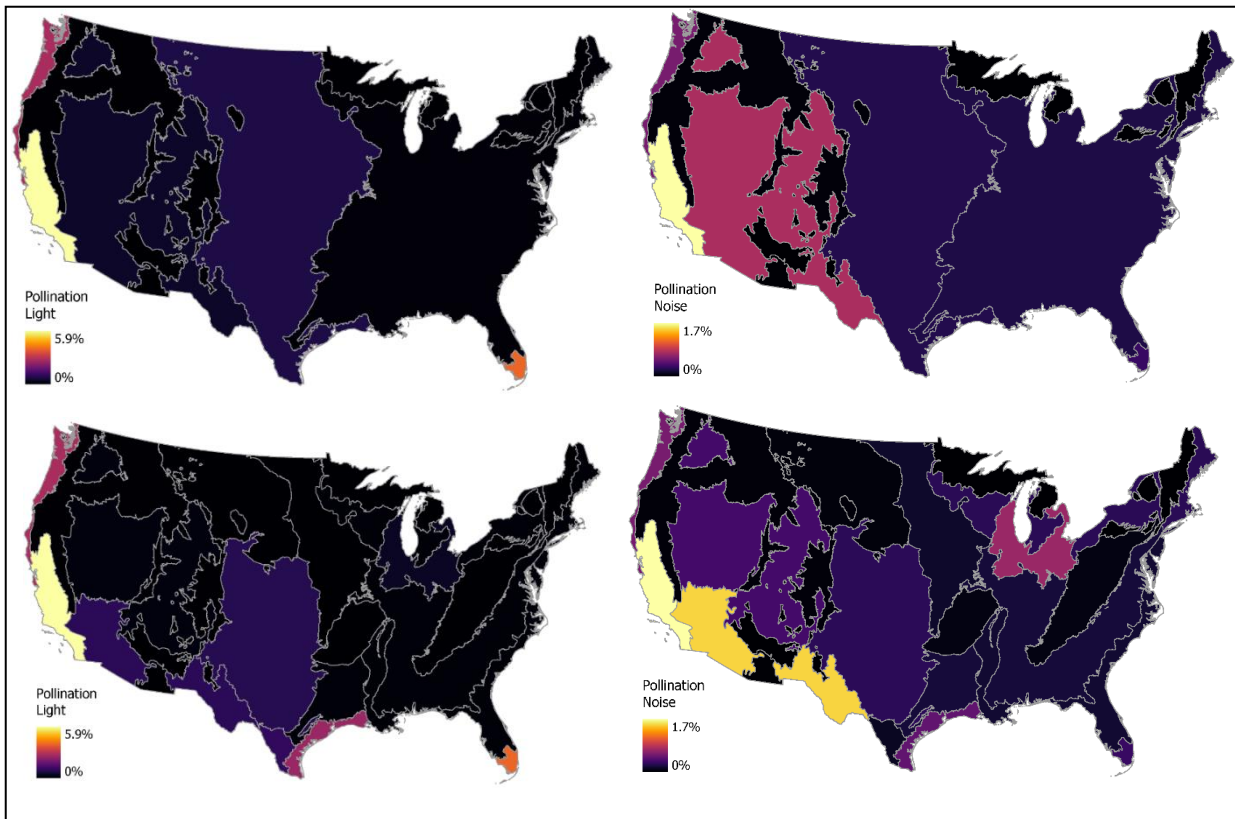 Pollination
Light
5.9%
0%
Pollination
Noise
1.7%
0%
Pollination
Light
5.9%
0%
Pollination
Noise
1.7%
0%